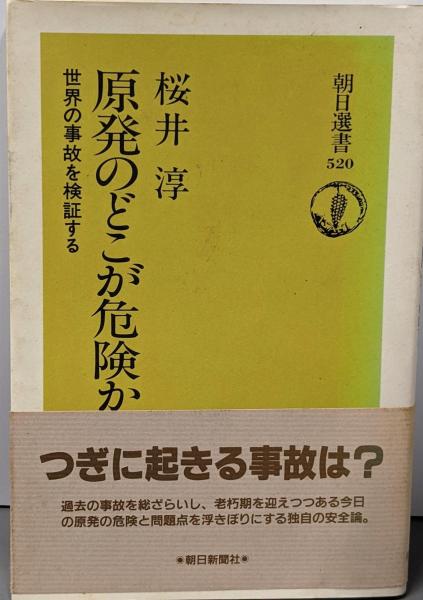 朝日選書
520
桜井 淳
原発のどこが危険か
世界の事故を検証する
つぎに起きる事故は?
過去の事故を総ざらいし、老朽期を迎えつつある今日
の原発の危険と問題点を浮きぼりにする独自の安全論。
●朝日新聞社●